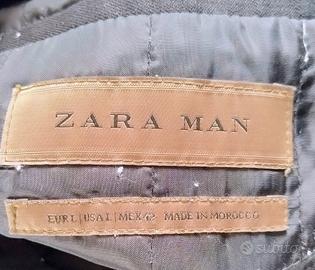 ZARA MAN
EUR L | USA L | MEX 42 MADE IN MOROCCO
subito